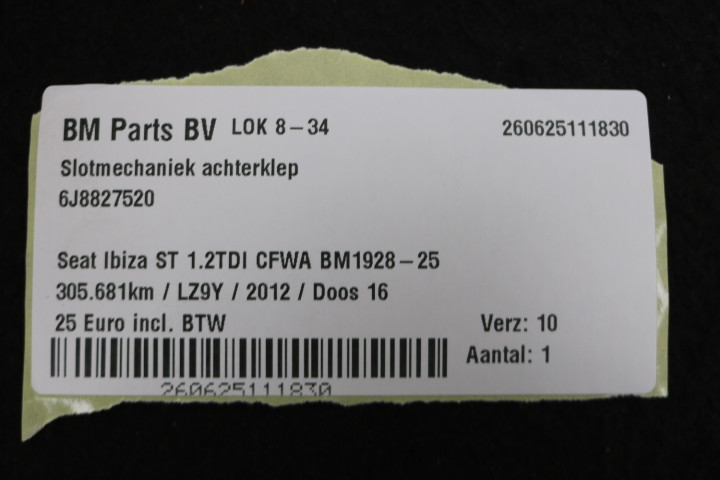 BM Parts BV LOK 8-34 260625111830
Slotmechaniek achterklep
6J8827520
Seat Ibiza ST 1.2TDI CFWA BM1928-25
305.681km / LZ9Y / 2012 / Doos 16
25 Euro incl. BTW Verz: 10
Aantal: 1
260625111830